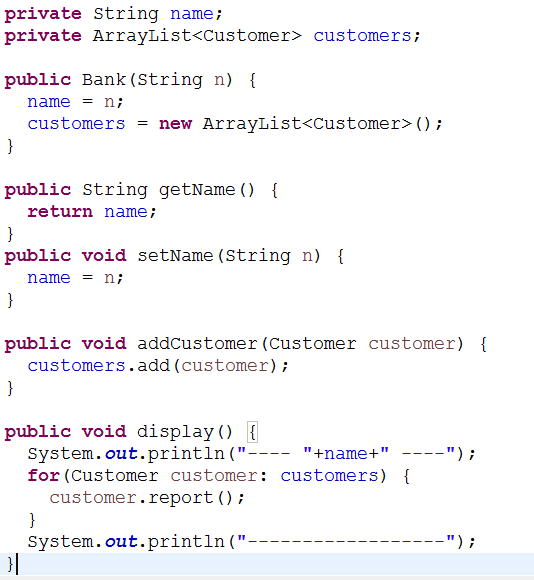 private String name;
private ArrayList<Customer> customers;

public Bank(String n) {
  name = n;
  customers = new ArrayList<Customer>();
}

public String getName() {
  return name;
}
public void setName(String n) {
  name = n;
}

public void addCustomer(Customer customer) {
  customers.add(customer);
}

public void display() {
  System.out.println("---- "+name+" ----");
  for(Customer customer: customers) {
    customer.report();
  }
  System.out.println("------------------");
}